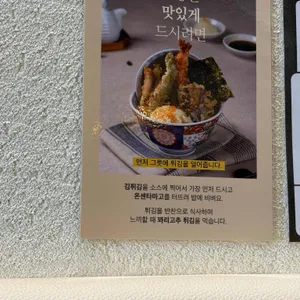 맛있게
드시려면
먼저 그릇에 튀김을 덜어줍니다.
김튀김을 소스에 찍어서 가장 먼저 드시고
온센타마고를 터뜨려 밥에 비벼요.
튀김을 반찬으로 식사하며
느끼할 때 꽈리고추 튀김을 먹습니다.